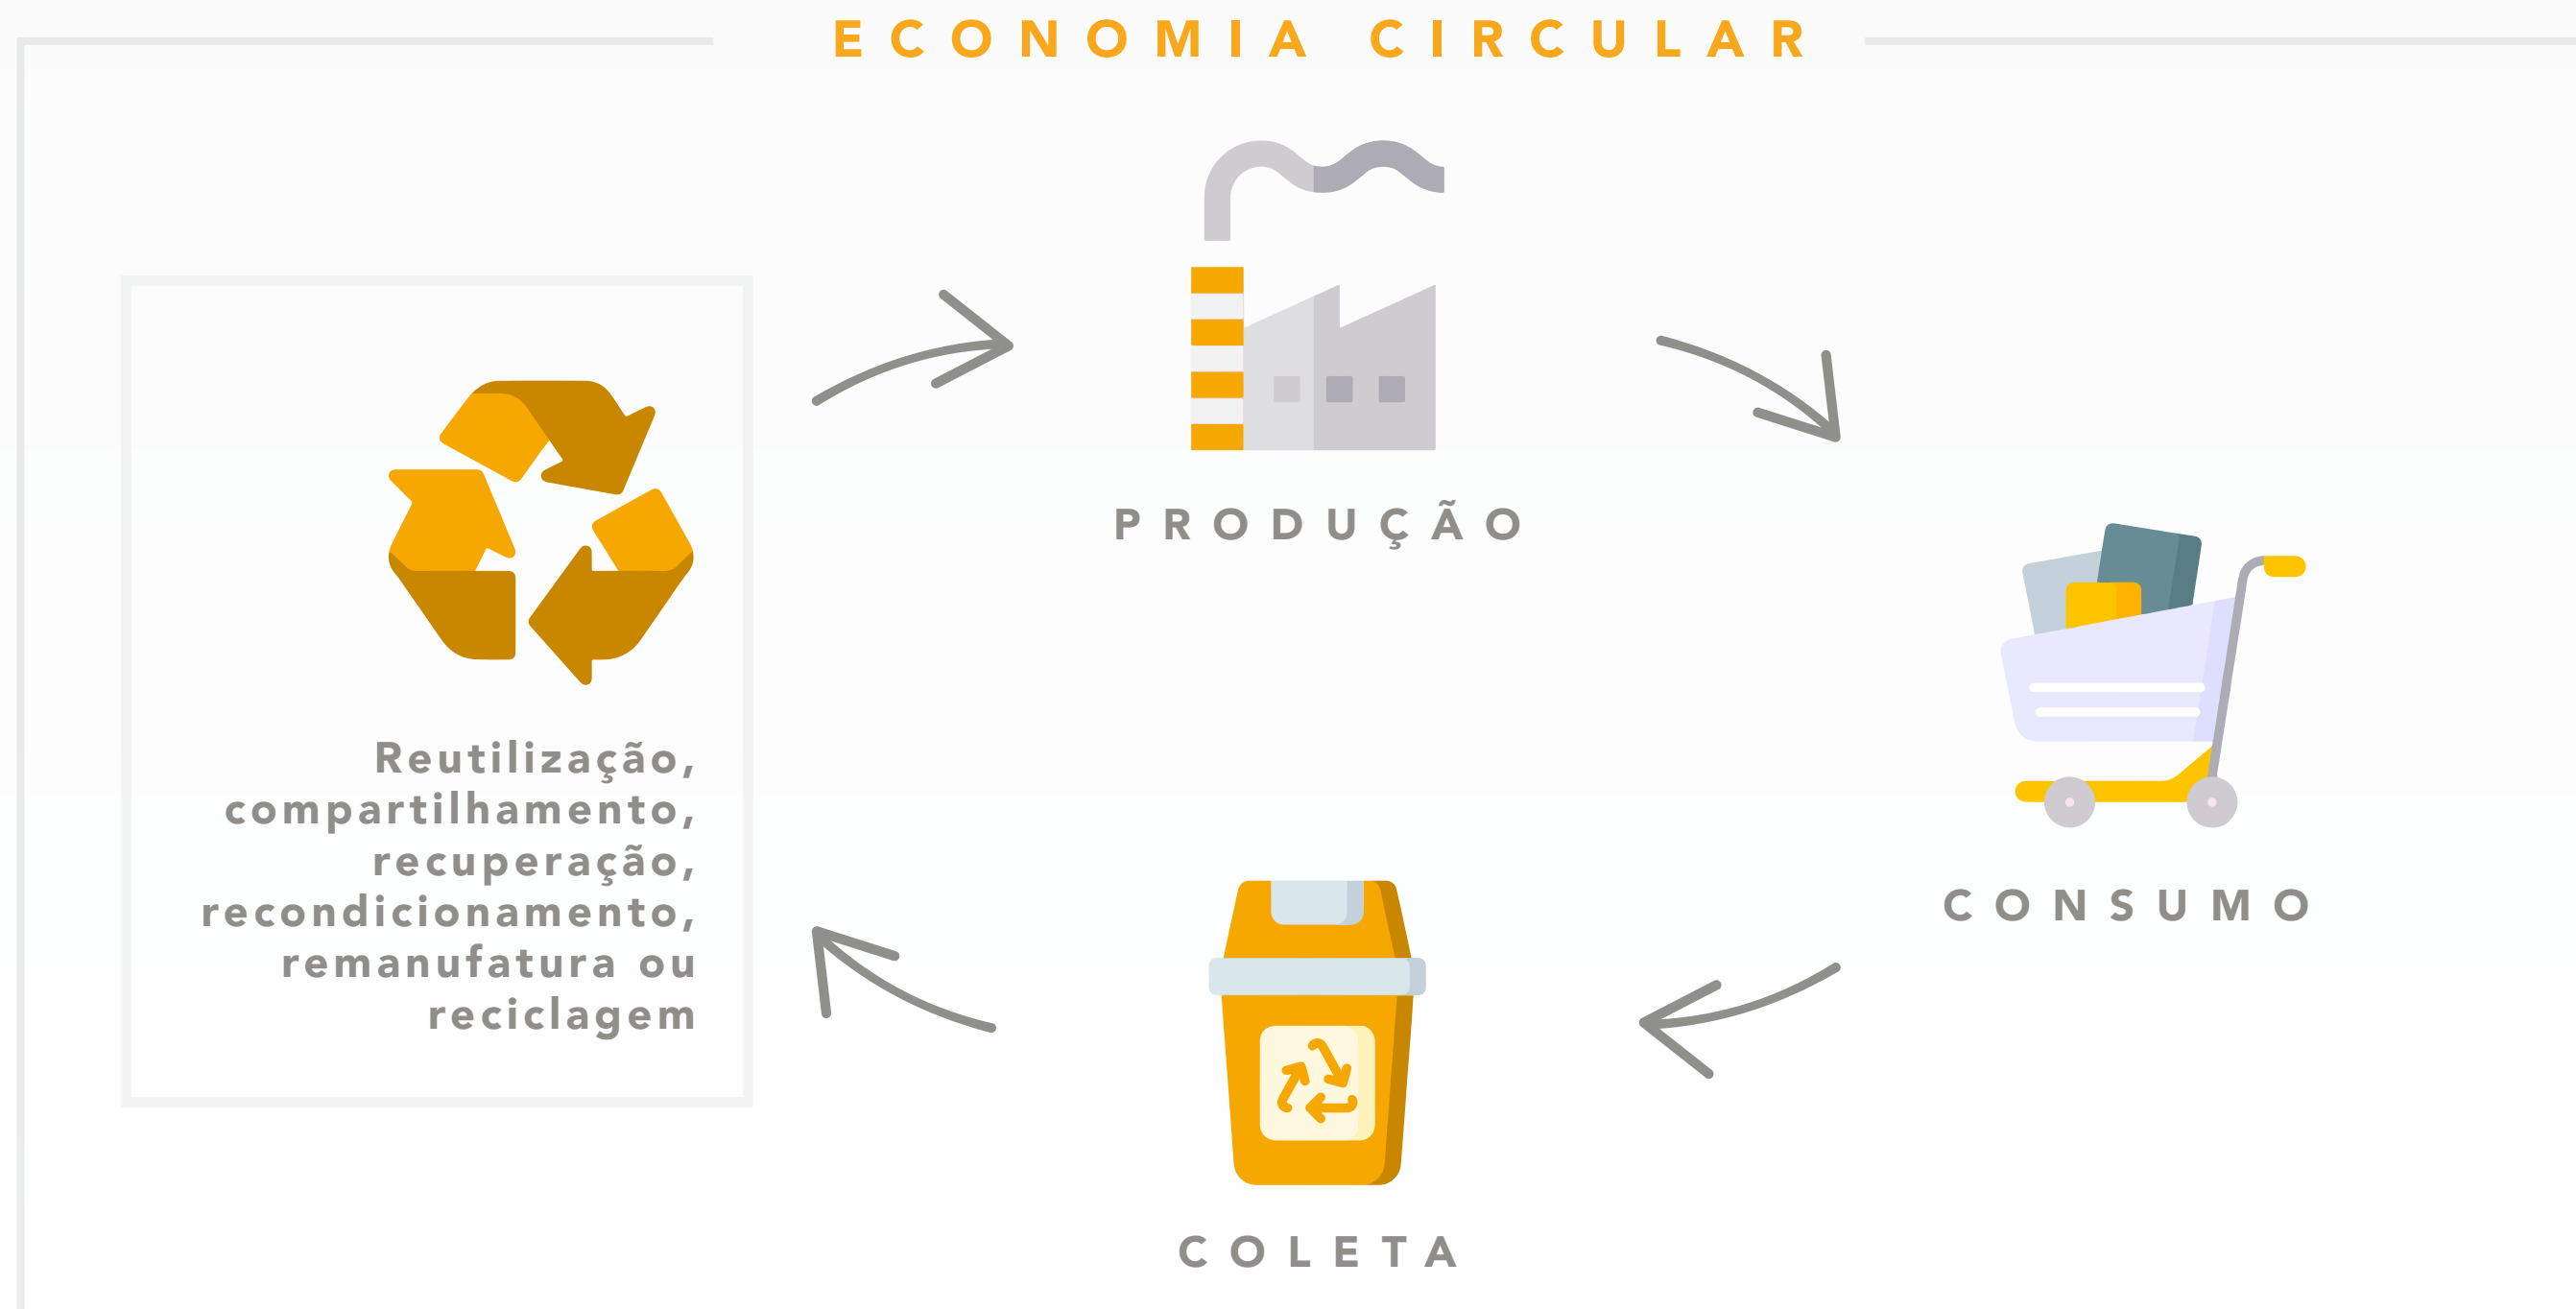 ECONOMIA CIRCULAR
PRODUÇÃO
CONSUMO
COLETA
Reutilização,
compartilhamento,
recuperação,
recondicionamento,
remanufatura ou
reciclagem